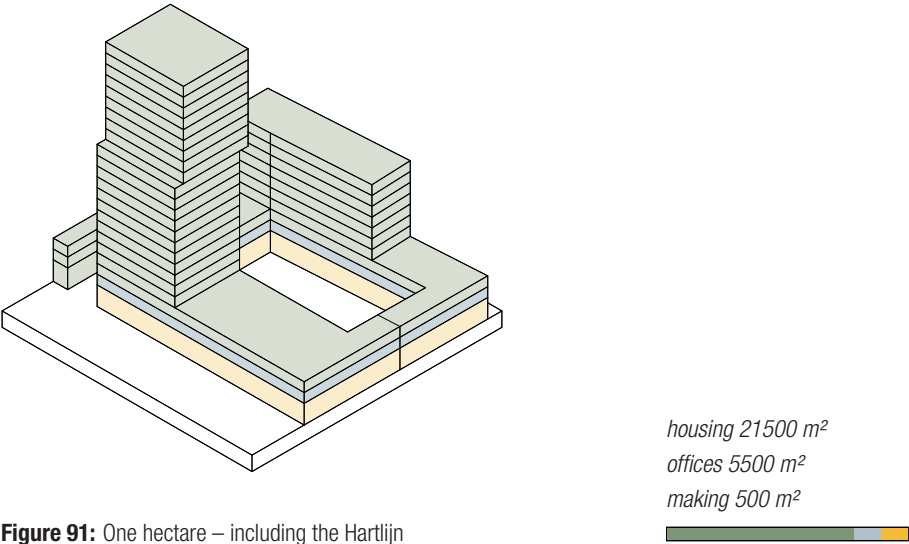 housing 21500 m²
offices 5500 m²
making 500 m²
Figure 91: One hectare – including the Hartlijn